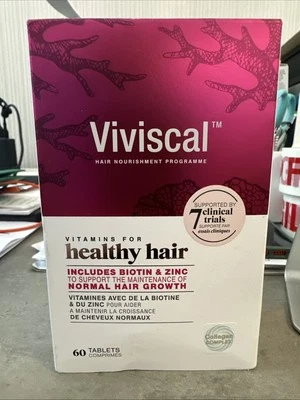 Viviscal™
HAIR NOURISHMENT PROGRAMME
SUPPORTED BY
7 clinical
trials
SUPPORTÉ PAR
essais cliniques
VITAMINS FOR
healthy hair
INCLUDES BIOTIN & ZINC
TO SUPPORT THE MAINTENANCE OF
NORMAL HAIR GROWTH
VITAMINES AVEC DE LA BIOTINE
& DU ZINC POUR AIDER
A MAINTENIR LA CROISSANCE
DE CHEVEUX NORMAUX
Collagen
COMPLEX
60 TABLETS
COMPRIMÉS